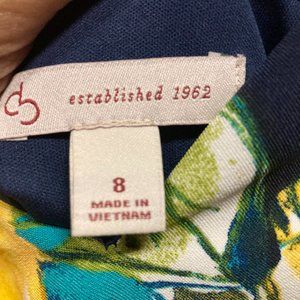 established 1962
8
MADE IN
VIETNAM